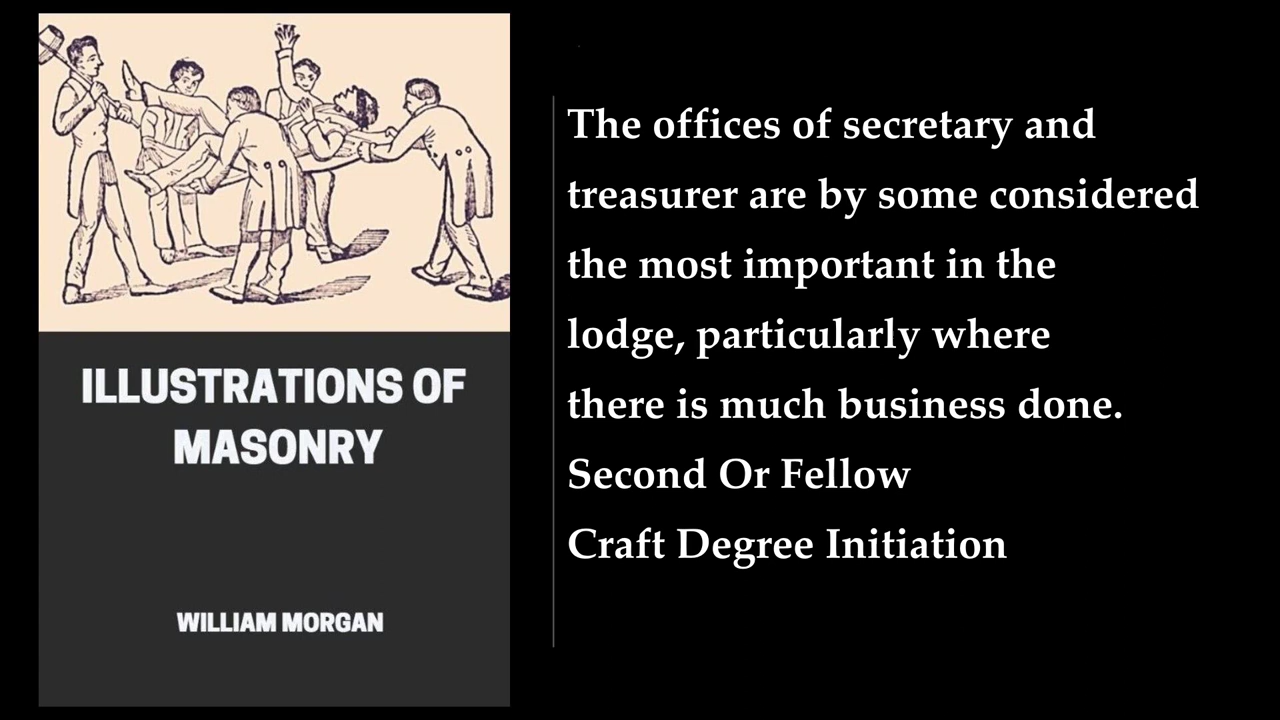 ILLUSTRATIONS OF
MASONRY
WILLIAM MORGAN
The offices of secretary and
treasurer are by some considered
the most important in the
lodge, particularly where
there is much business done.
Second Or Fellow
Craft Degree Initiation